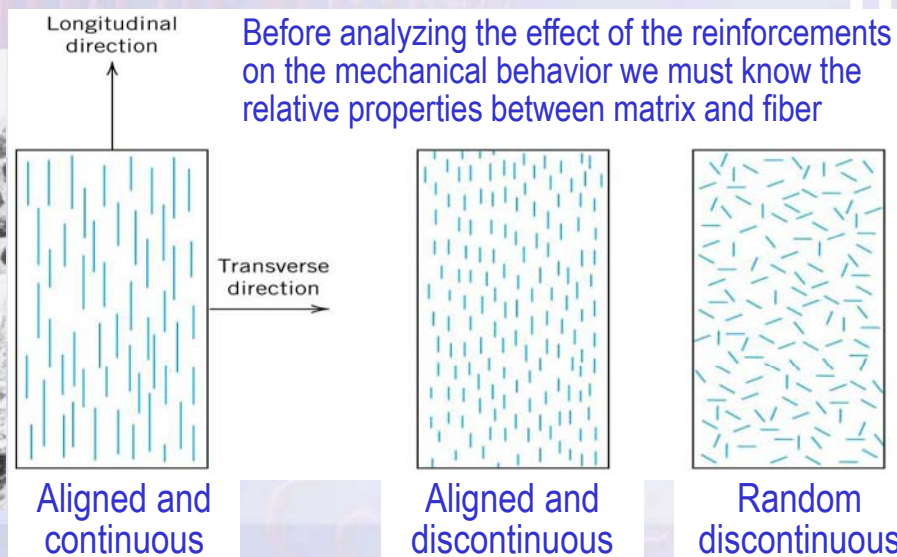 Longitudinal
direction
Before analyzing the effect of the reinforcements
on the mechanical behavior we must know the
relative properties between matrix and fiber
Transverse
direction
Aligned and
continuous
Aligned and
discontinuous
Random
discontinuous